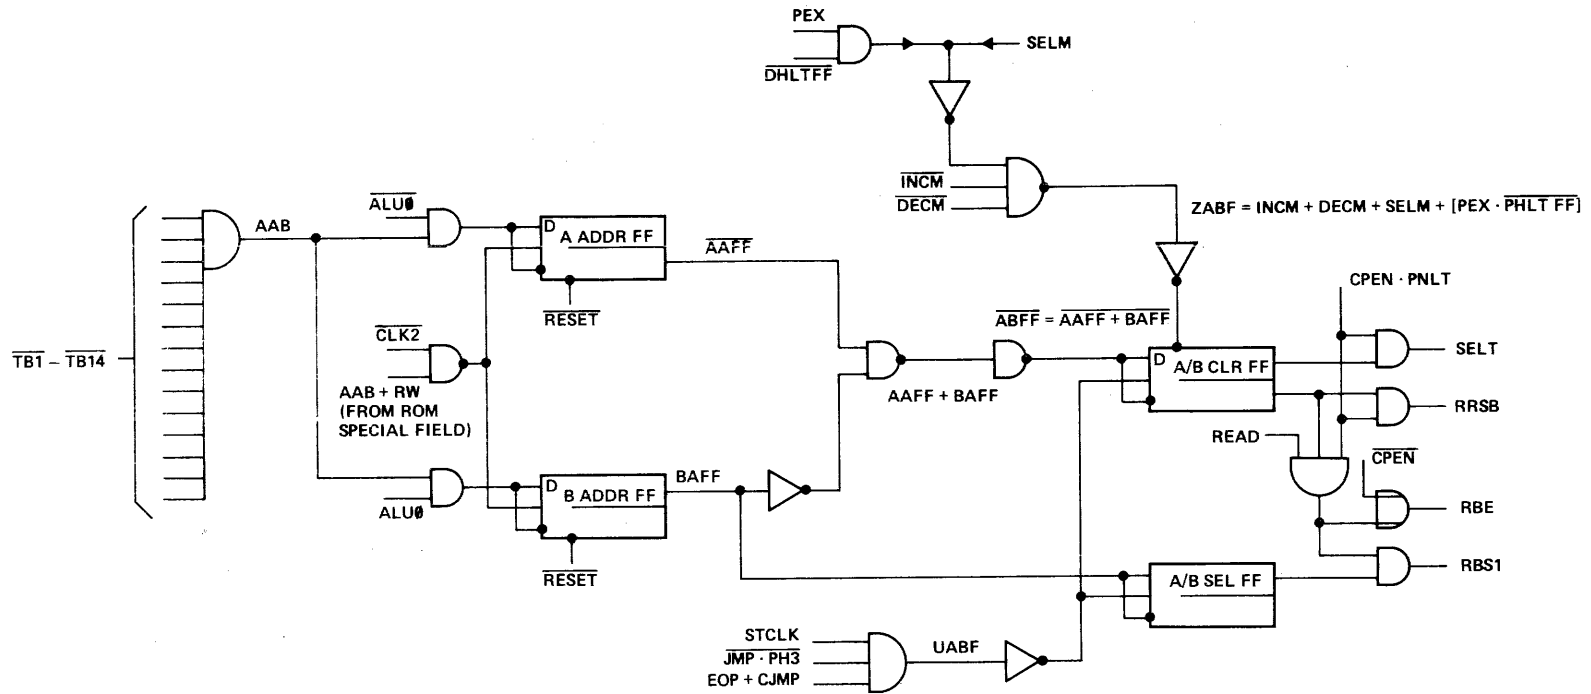 PEX
SELM
DHLTFF
INCM
DECM
ZABF = INCM + DECM + SELM + [PEX · PHLT FF]
ALU0
AAB
D
A ADDR FF
AAFF
RESET
CLK2
AAB + RW
(FROM ROM
SPECIAL FIELD)
TB1 – TB14
ABFF = AAFF + BAFF
CPEN · PNLT
D
A/B CLR FF
SELT
AAFF + BAFF
RRSB
READ
CPEN
D
B ADDR FF
BAFF
ALU0
RBE
RESET
A/B SEL FF
RBS1
STCLK
JMP · PH3
EOP + CJMP
UABF